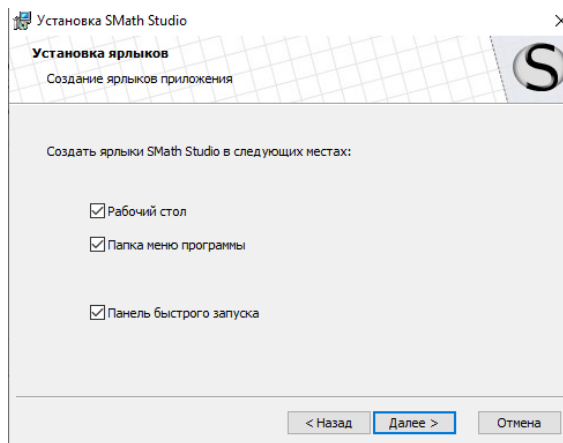 Установка SMath Studio
Установка ярлыков
Создание ярлыков приложения
S
Создать ярлыки SMath Studio в следующих местах:
Рабочий стол
Папка меню программы
Панель быстрого запуска
< Назад Далее > Отмена